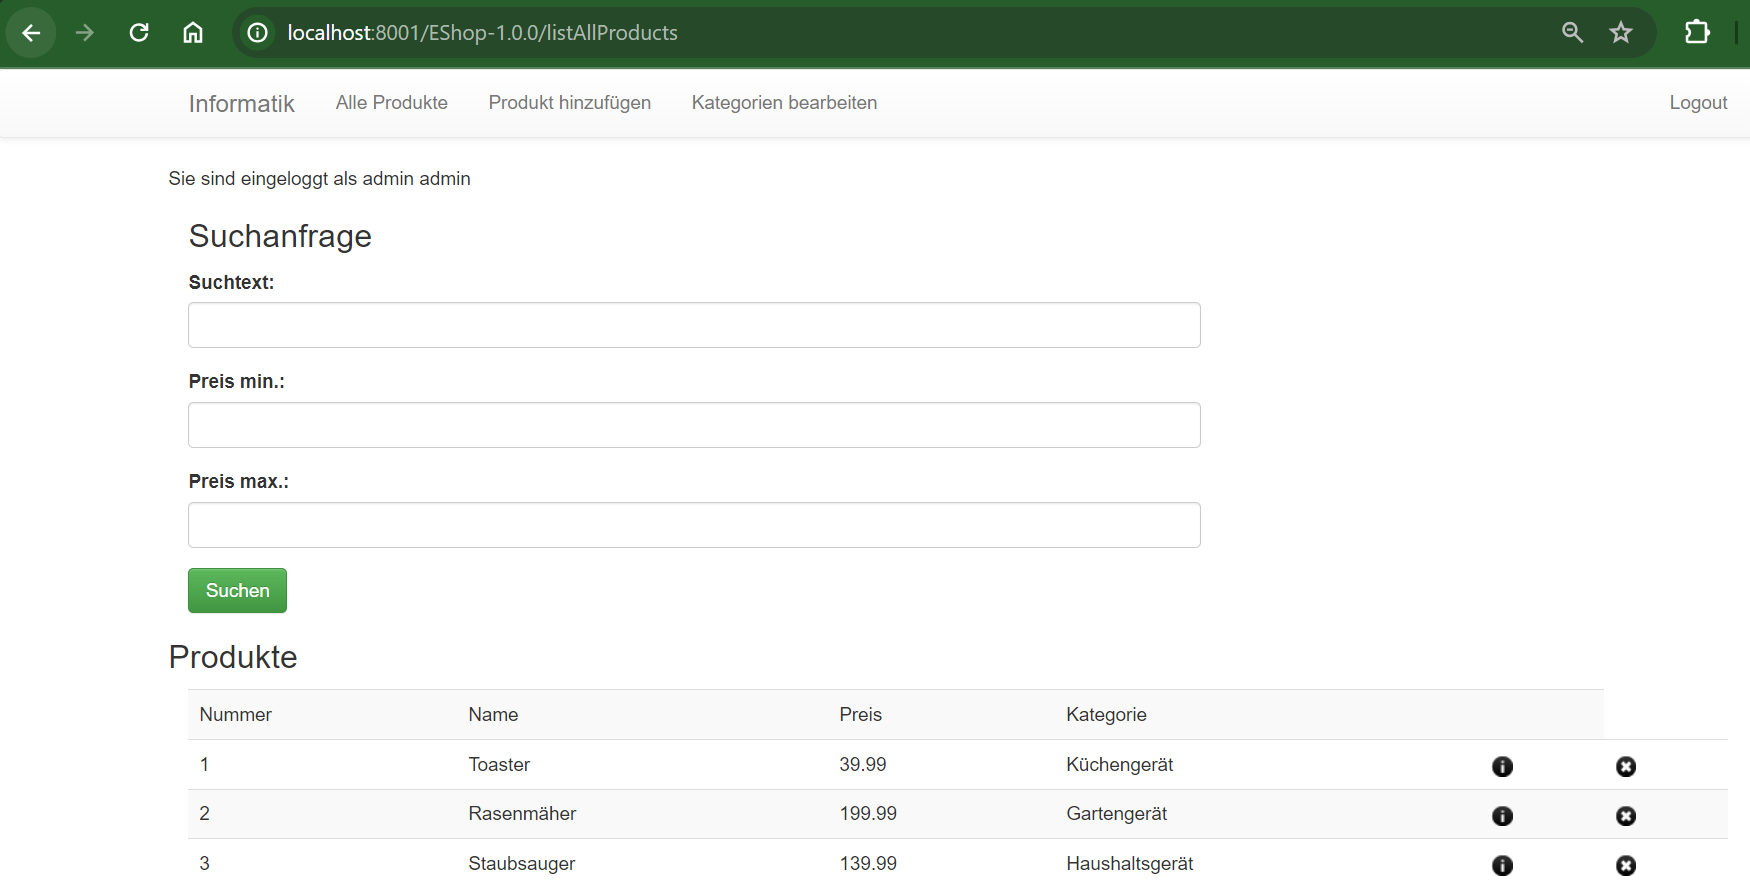 localhost:8001/EShop-1.0.0/listAllProducts
Informatik Alle Produkte Produkt hinzufügen Kategorien bearbeiten Logout
Sie sind eingeloggt als admin admin
Suchanfrage
Suchtext:
Preis min.:
Preis max.:
Suchen
Produkte
Nummer Name Preis Kategorie
1 Toaster 39.99 Küchengerät
2 Rasenmäher 199.99 Gartengerät
3 Staubsauger 139.99 Haushaltsgerät